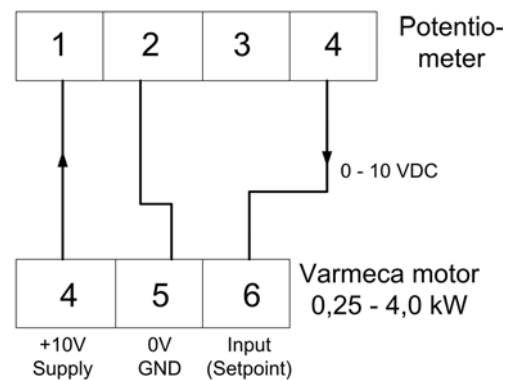 1 2 3 4
Potentio-
meter
0 - 10 VDC
4 5 6
Varmeca motor
0,25 - 4,0 kW
+10V
Supply
0V
GND
Input
(Setpoint)